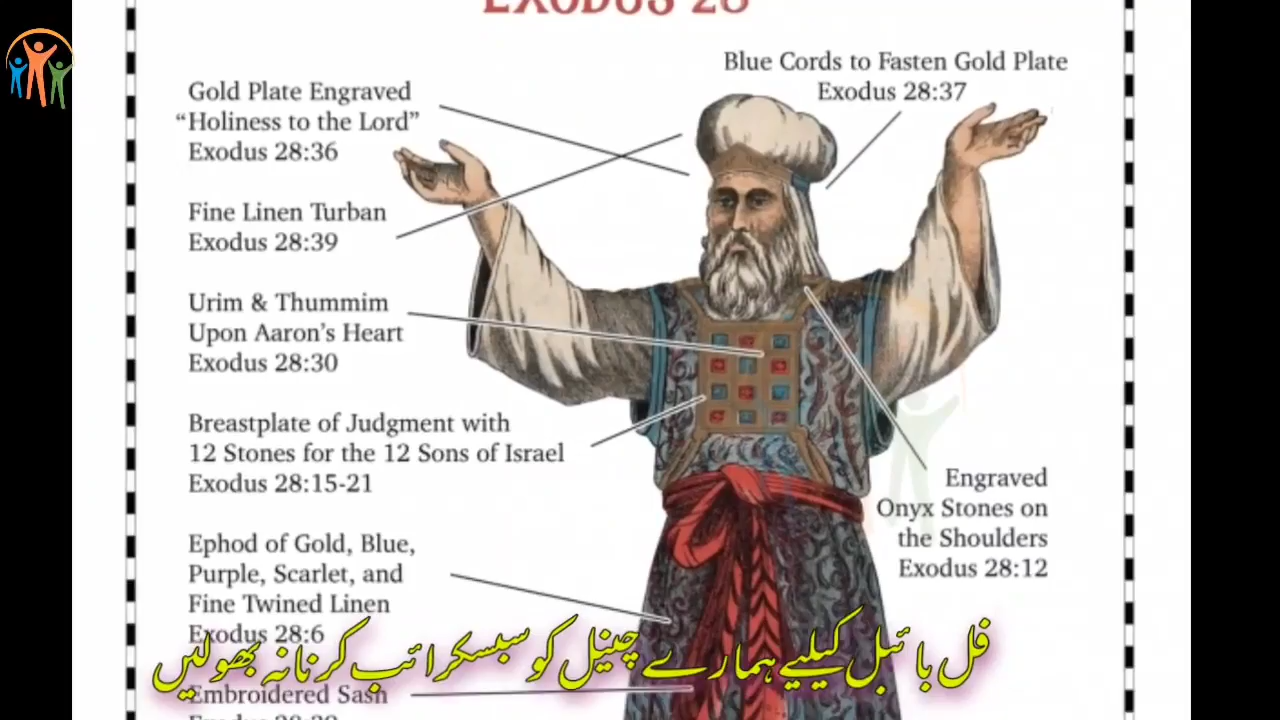 EXODUS 28
Blue Cords to Fasten Gold Plate
Exodus 28:37
Gold Plate Engraved
“Holiness to the Lord”
Exodus 28:36
Fine Linen Turban
Exodus 28:39
Urim & Thummim
Upon Aaron’s Heart
Exodus 28:30
Breastplate of Judgment with
12 Stones for the 12 Sons of Israel
Exodus 28:15-21
Engraved
Onyx Stones on
the Shoulders
Exodus 28:12
Ephod of Gold, Blue,
Purple, Scarlet, and
Fine Twined Linen
Exodus 28:6
فل بائبل کیلیے ہمارے چینل کو سبسکرائب کرنا نہ بھولیں
Embroidered Sash